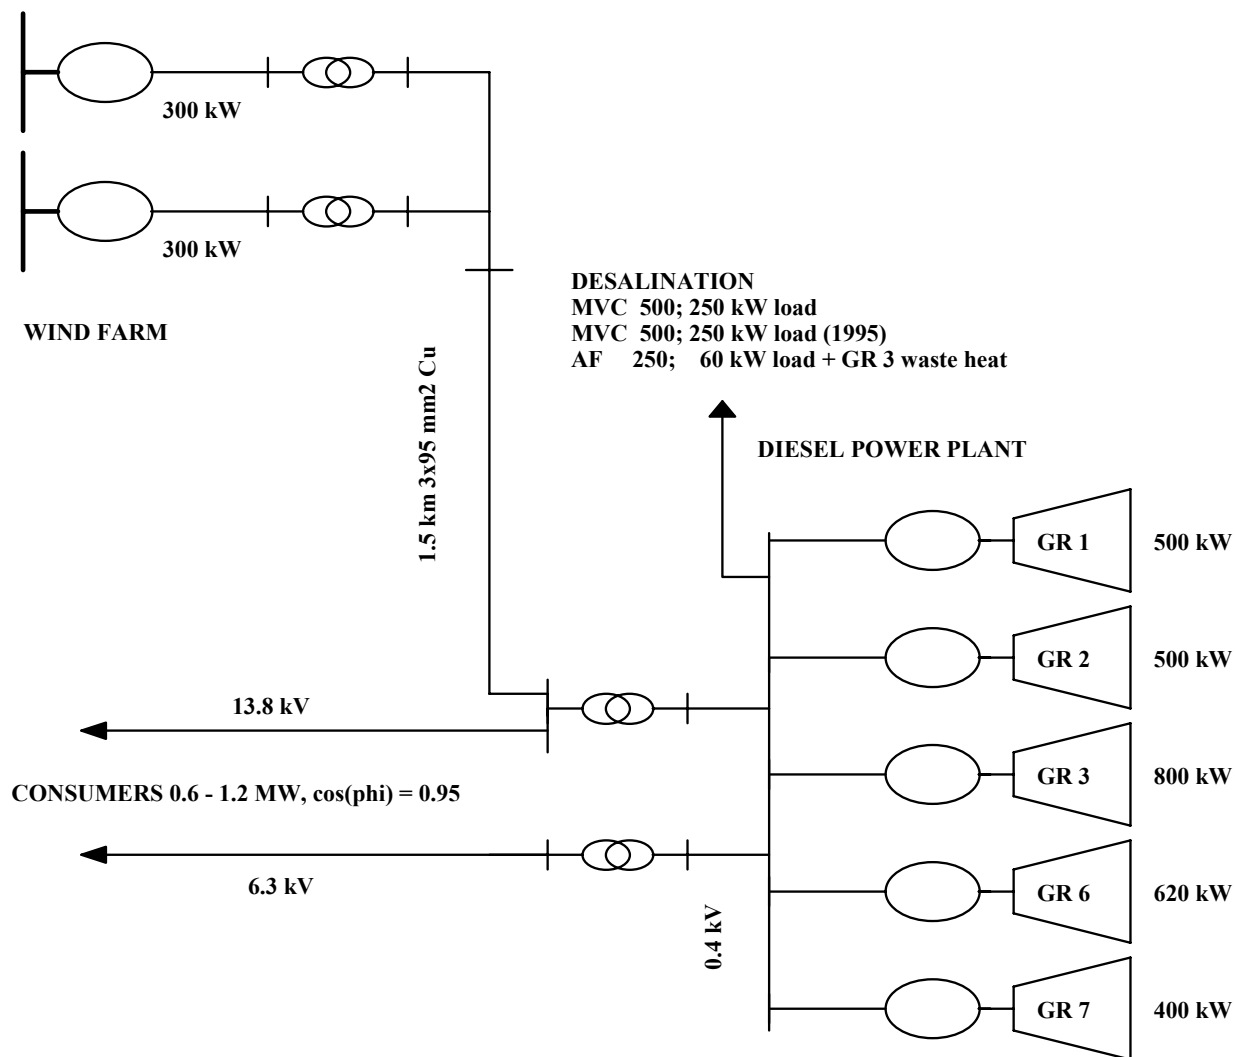 300 kW
300 kW
WIND FARM
1.5 km 3x95 mm2 Cu
DESALINATION
MVC 500; 250 kW load
MVC 500; 250 kW load (1995)
AF 250; 60 kW load + GR 3 waste heat
DIESEL POWER PLANT
GR 1 500 kW
GR 2 500 kW
GR 3 800 kW
GR 6 620 kW
GR 7 400 kW
13.8 kV
CONSUMERS 0.6 - 1.2 MW, cos(phi) = 0.95
6.3 kV
0.4 kV